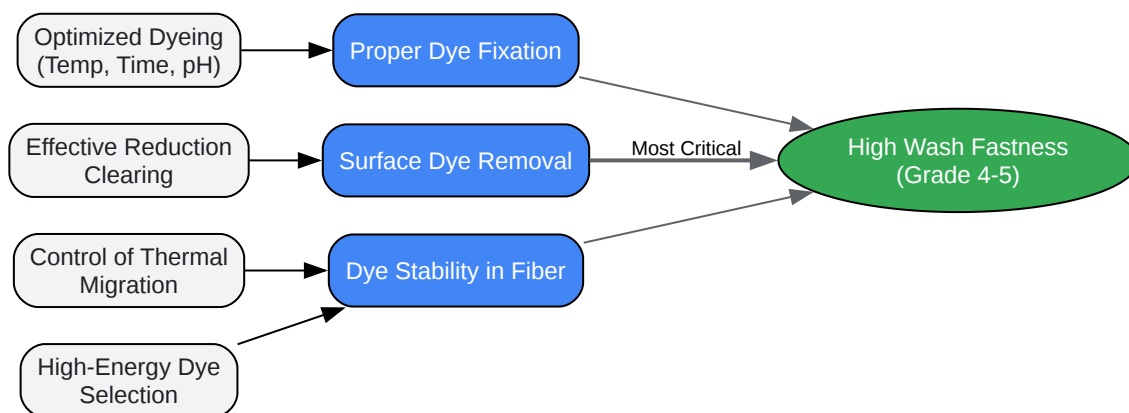 Optimized Dyeing
(Temp, Time, pH)
Proper Dye Fixation
Effective Reduction
Clearing
Surface Dye Removal
Most Critical
High Wash Fastness
(Grade 4-5)
Control of Thermal
Migration
Dye Stability in Fiber
High-Energy Dye
Selection